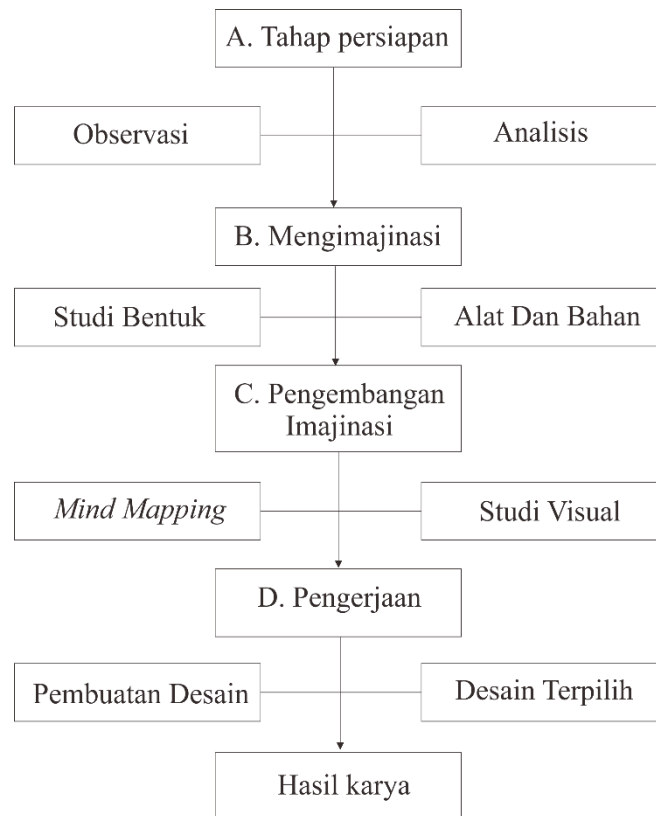 A. Tahap persiapan
Observasi
Analisis
B. Mengimajinasi
Studi Bentuk
Alat Dan Bahan
C. Pengembangan
Imajinasi
Mind Mapping
Studi Visual
D. Pengerjaan
Pembuatan Desain
Desain Terpilih
Hasil karya